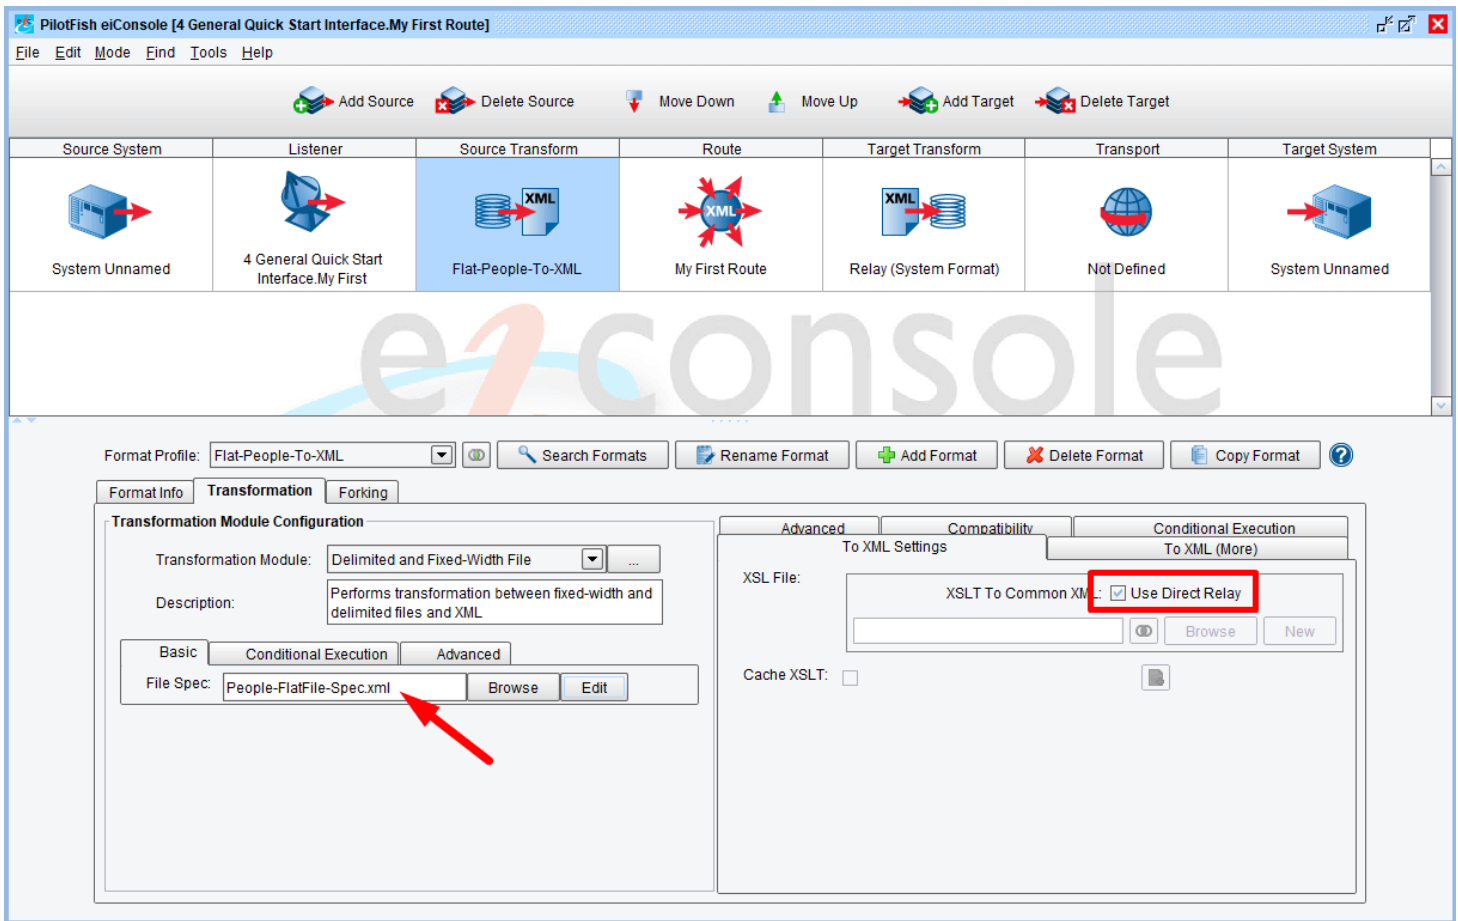 PilotFish eiConsole [4 General Quick Start Interface.My First Route]
File Edit Mode Find Tools Help
Add Source Delete Source Move Down Move Up Add Target Delete Target
Source System Listener Source Transform Route Target Transform Transport Target System
XML XML XML
System Unnamed 4 General Quick Start Flat-People-To-XML My First Route Relay (System Format) Not Defined System Unnamed
Interface.My First
eiconsole
Format Profile: Flat-People-To-XML Search Formats Rename Format Add Format Delete Format Copy Format ?
Format Info Transformation Forking
Transformation Module Configuration
Transformation Module: Delimited and Fixed-Width File ...
Description: Performs transformation between fixed-width and
delimited files and XML
Basic Conditional Execution Advanced
File Spec: People-FlatFile-Spec.xml Browse Edit
Advanced Compatibility Conditional Execution
To XML Settings To XML (More)
XSL File:
XSLT To Common XML: Use Direct Relay
Browse New
Cache XSLT: